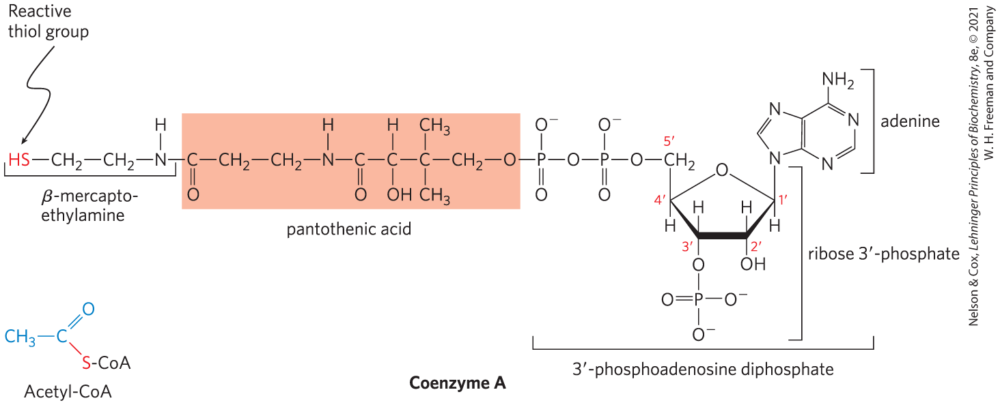 Reactive
thiol group
H
H
H
CH₃
O⁻
O⁻
HS—CH₂—CH₂—N—C—CH₂—CH₂—N—C—C—C—CH₂—O—P—O—P—O—CH₂
5′
O
O
OH
CH₃
O
O
β-mercapto-
ethylamine
pantothenic acid
NH₂
N
N
N
N
adenine
O
4′
1′
H
H
H
H
3′
2′
O
OH
O=P—O⁻
O⁻
ribose 3′-phosphate
3′-phosphoadenosine diphosphate
CH₃—C
O
S-CoA
Acetyl-CoA
Coenzyme A
Nelson & Cox, Lehninger Principles of Biochemistry, 8e, © 2021
W. H. Freeman and Company